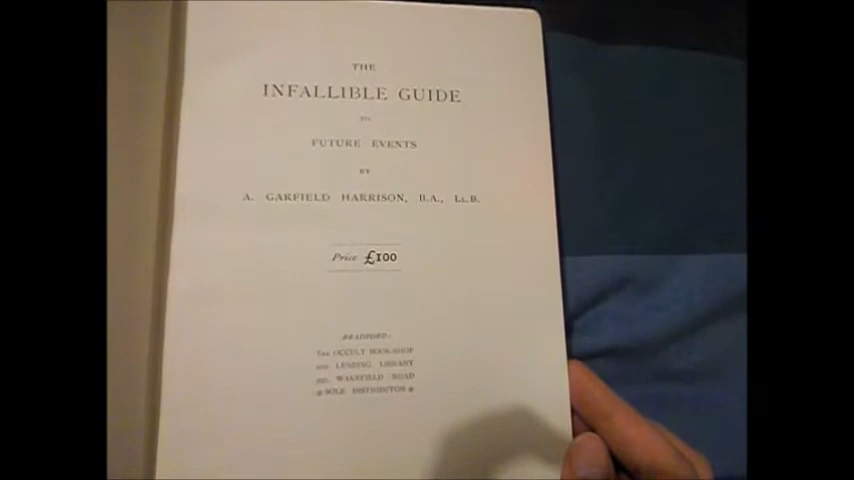 THE
INFALLIBLE GUIDE
TO
FUTURE EVENTS
BY
A. GARFIELD HARRISON, B.A., LL.B.
Price £100
BRADFORD:
THE OCCULT BOOK-SHOP
AND LENDING LIBRARY
WAKEFIELD ROAD
SOLE DISTRIBUTOR